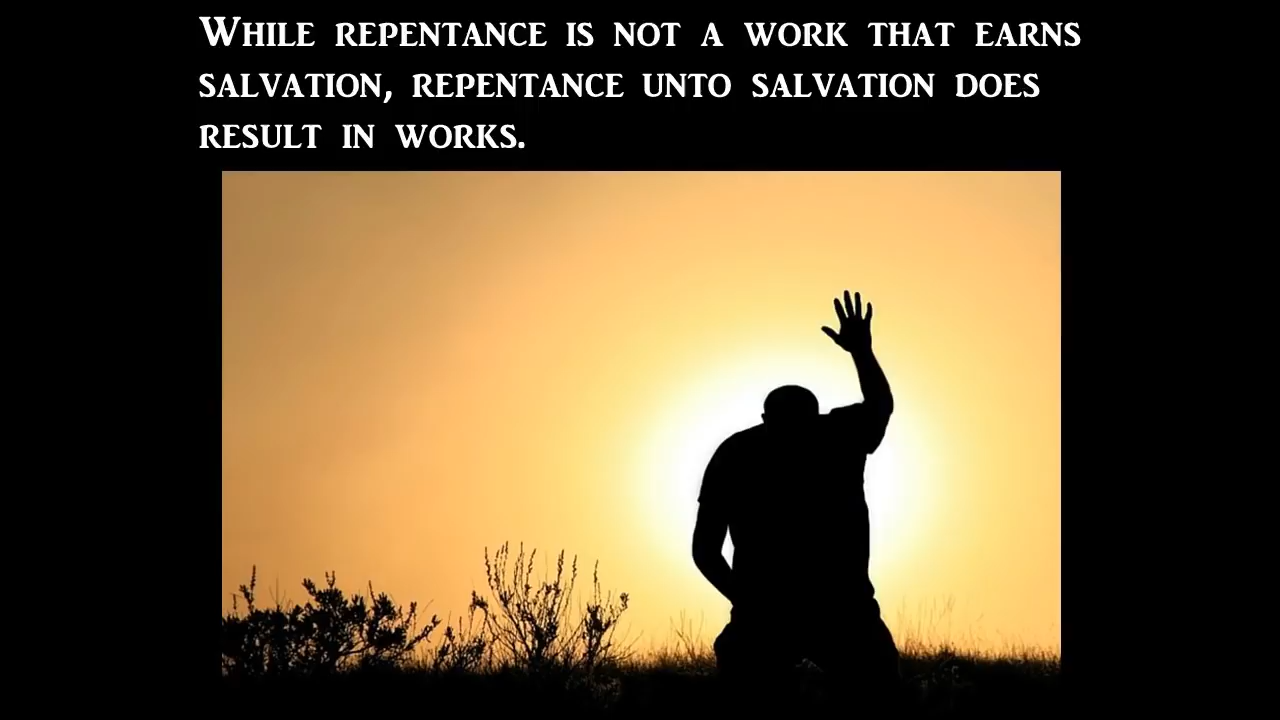 While repentance is not a work that earns
salvation, repentance unto salvation does
result in works.